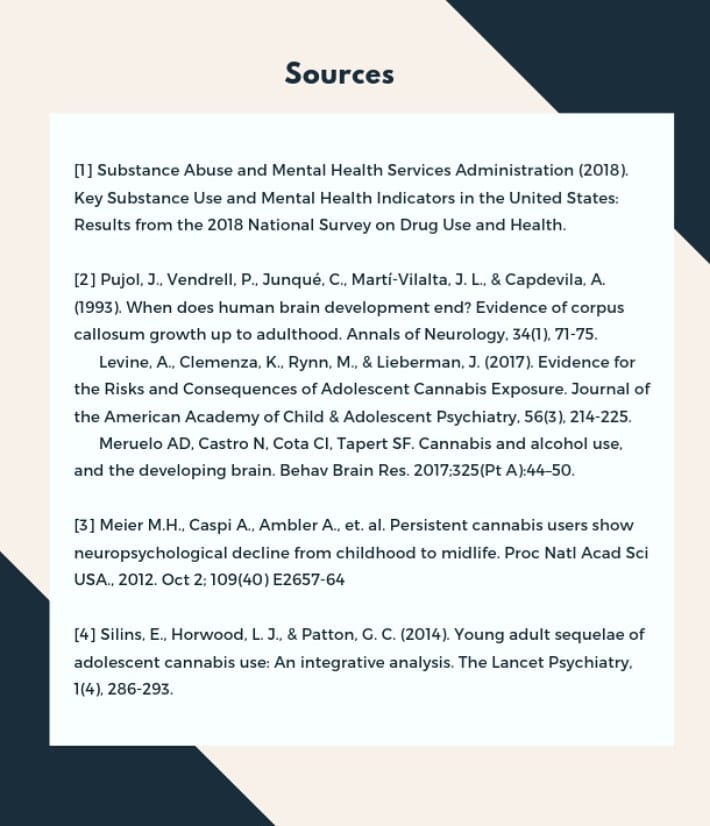 Sources
[1] Substance Abuse and Mental Health Services Administration (2018).
Key Substance Use and Mental Health Indicators in the United States:
Results from the 2018 National Survey on Drug Use and Health.
[2] Pujol, J., Vendrell, P., Junqué, C., Martí-Vilalta, J. L., & Capdevila, A.
(1993). When does human brain development end? Evidence of corpus
callosum growth up to adulthood. Annals of Neurology, 34(1), 71-75.
Levine, A., Clemenza, K., Rynn, M., & Lieberman, J. (2017). Evidence for
the Risks and Consequences of Adolescent Cannabis Exposure. Journal of
the American Academy of Child & Adolescent Psychiatry, 56(3), 214-225.
Meruelo AD, Castro N, Cota CI, Tapert SF. Cannabis and alcohol use,
and the developing brain. Behav Brain Res. 2017;325(Pt A):44–50.
[3] Meier M.H., Caspi A., Ambler A., et. al. Persistent cannabis users show
neuropsychological decline from childhood to midlife. Proc Natl Acad Sci
USA., 2012. Oct 2; 109(40) E2657-64
[4] Silins, E., Horwood, L. J., & Patton, G. C. (2014). Young adult sequelae of
adolescent cannabis use: An integrative analysis. The Lancet Psychiatry,
1(4), 286-293.